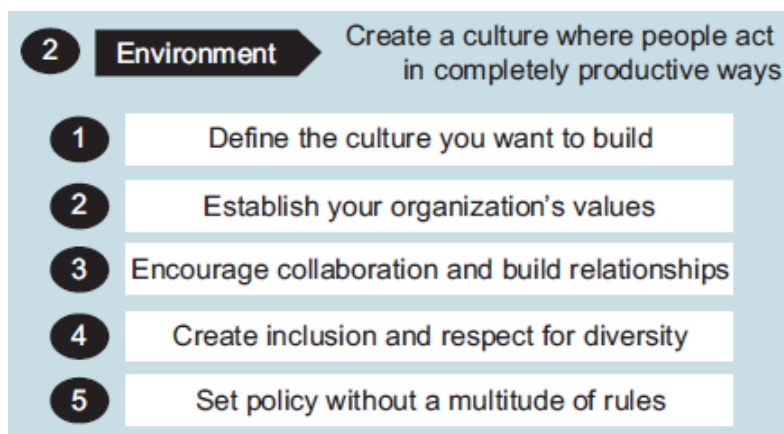 2 Environment Create a culture where people act
in completely productive ways
1 Define the culture you want to build
2 Establish your organization's values
3 Encourage collaboration and build relationships
4 Create inclusion and respect for diversity
5 Set policy without a multitude of rules